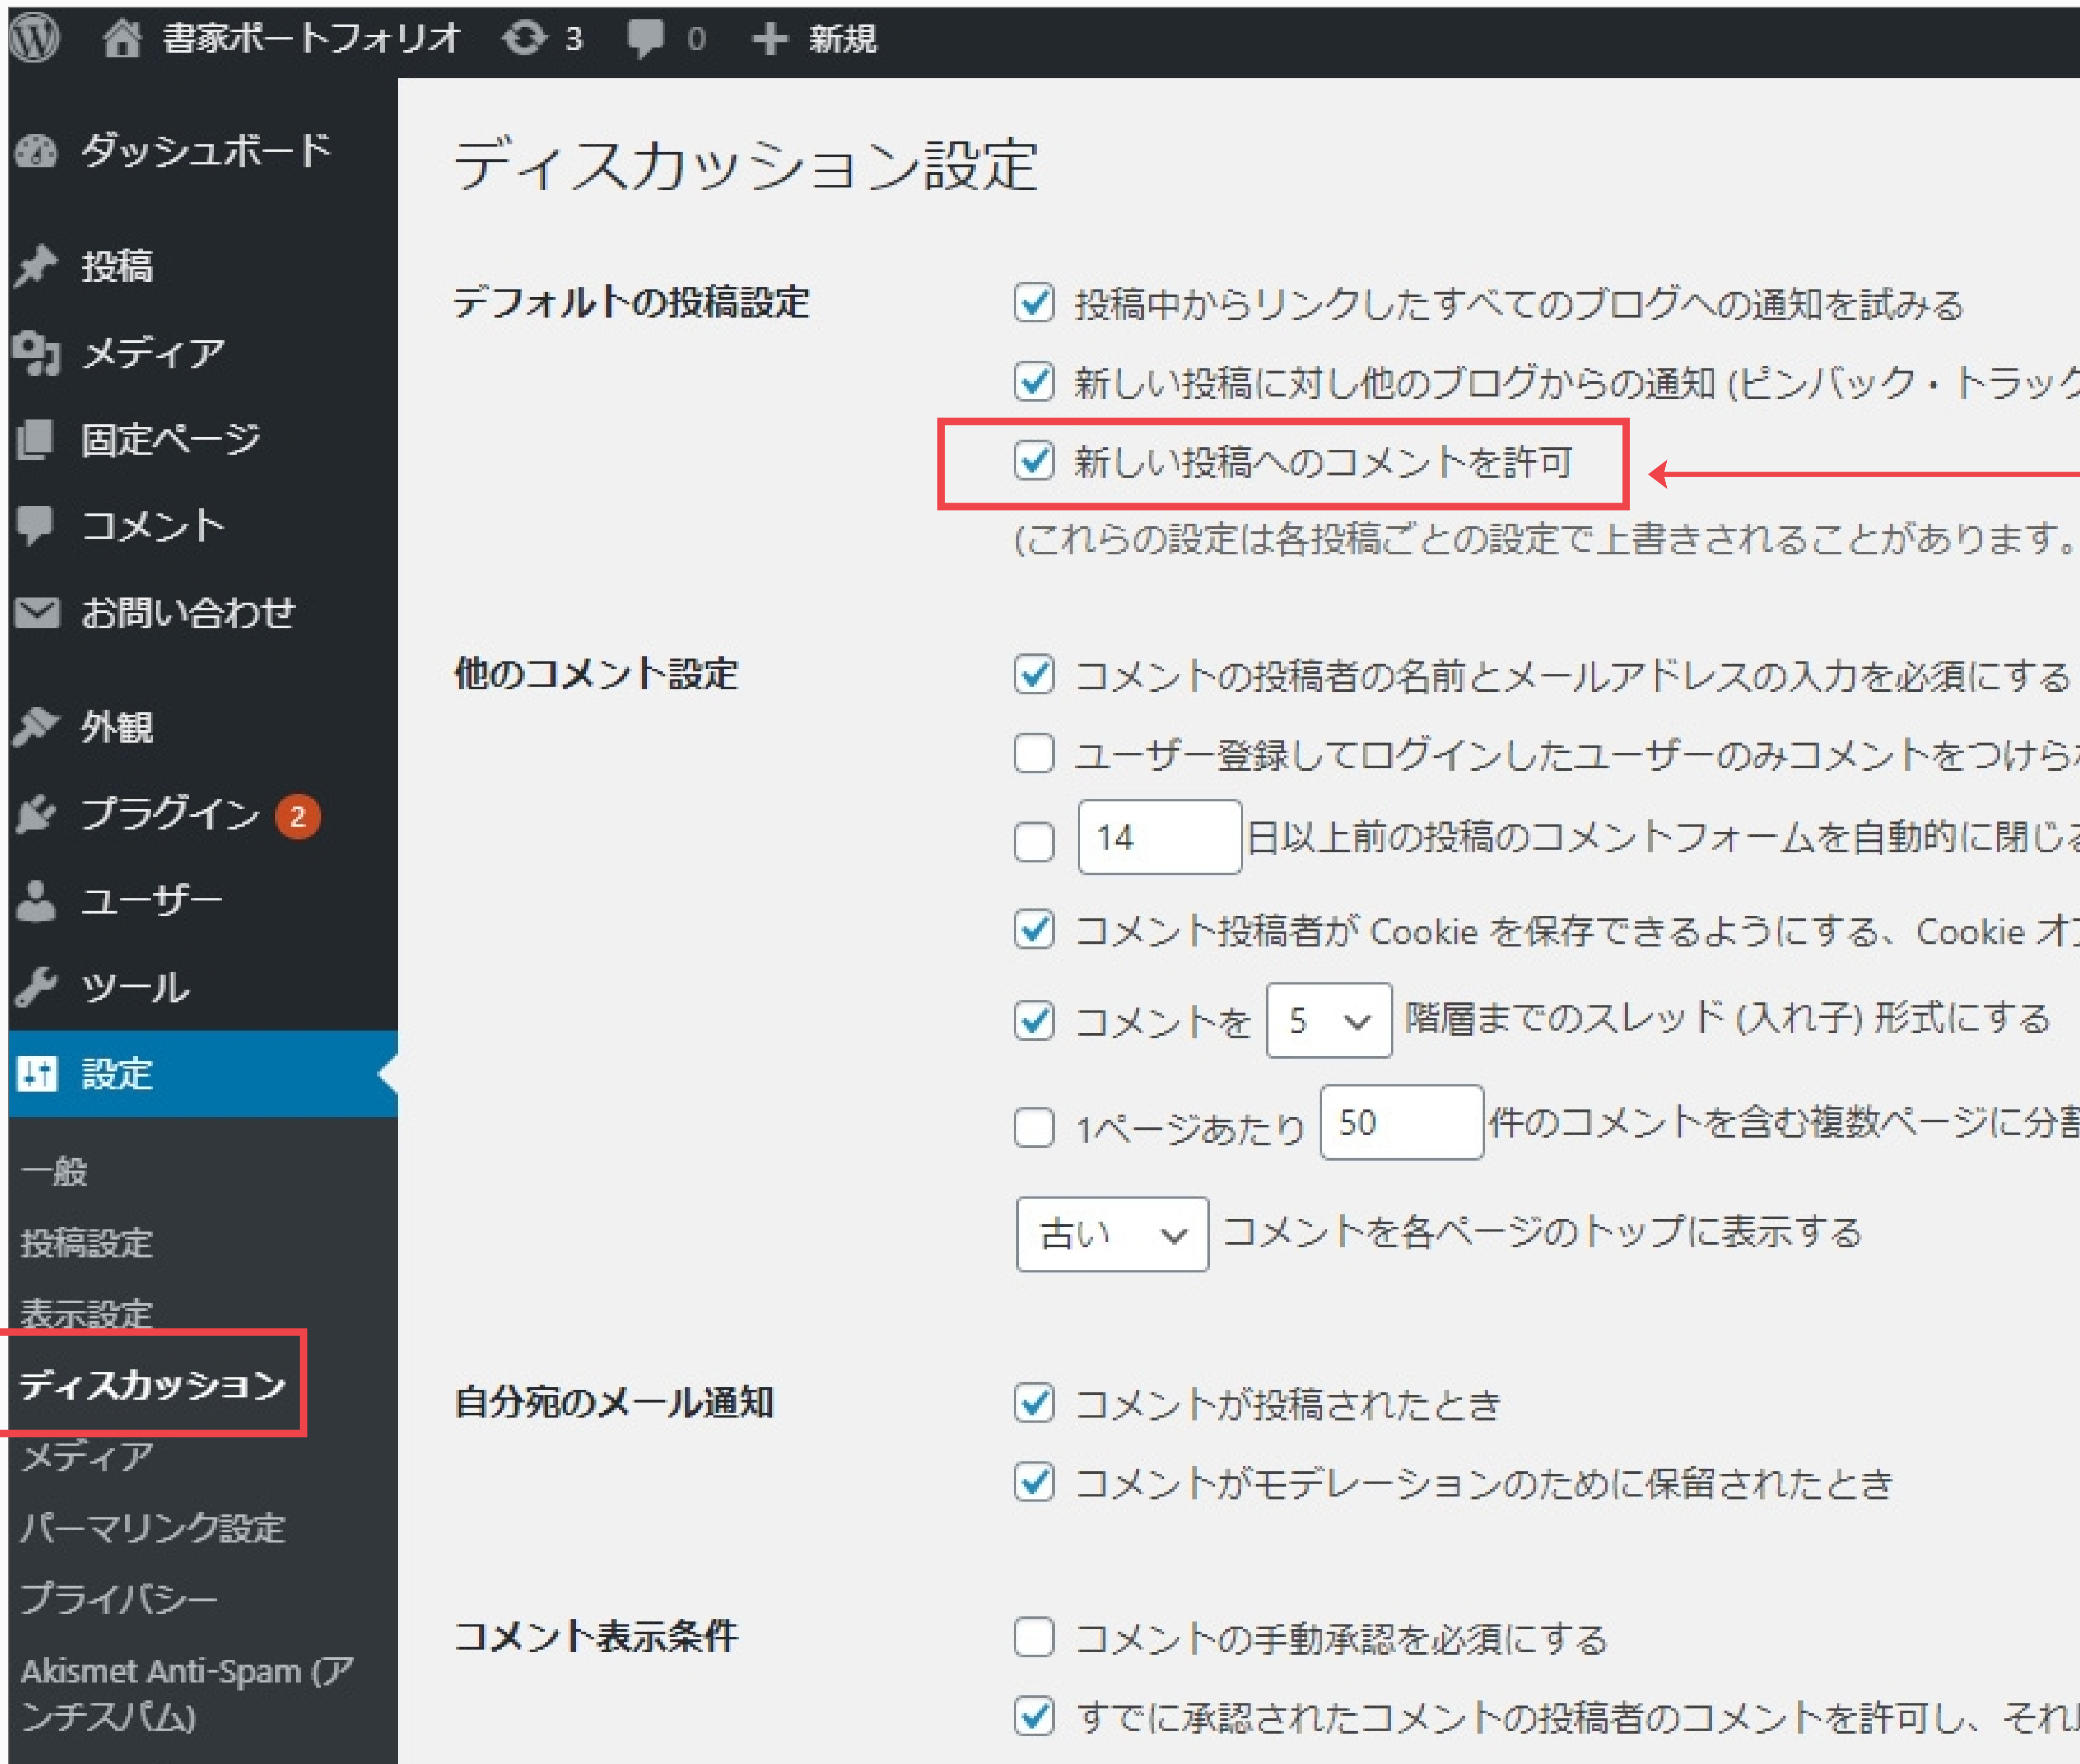 書家ポートフォリオ 3 0 新規
ダッシュボード
投稿
メディア
固定ページ
コメント
お問い合わせ
外観
プラグイン 2
ユーザー
ツール
設定
一般
投稿設定
表示設定
ディスカッション
メディア
パーマリンク設定
プライバシー
Akismet Anti-Spam (ア
ンチスパム)
ディスカッション設定
デフォルトの投稿設定
投稿中からリンクしたすべてのブログへの通知を試みる
新しい投稿に対し他のブログからの通知 (ピンバック・トラック
新しい投稿へのコメントを許可
(これらの設定は各投稿ごとの設定で上書きされることがあります。
他のコメント設定
コメントの投稿者の名前とメールアドレスの入力を必須にする
ユーザー登録してログインしたユーザーのみコメントをつけら
14 日以上前の投稿のコメントフォームを自動的に閉じる
コメント投稿者が Cookie を保存できるようにする、Cookie オ
コメントを 5 階層までのスレッド (入れ子) 形式にする
1ページあたり 50 件のコメントを含む複数ページに分割
古い コメントを各ページのトップに表示する
自分宛のメール通知
コメントが投稿されたとき
コメントがモデレーションのために保留されたとき
コメント表示条件
コメントの手動承認を必須にする
すでに承認されたコメントの投稿者のコメントを許可し、それ